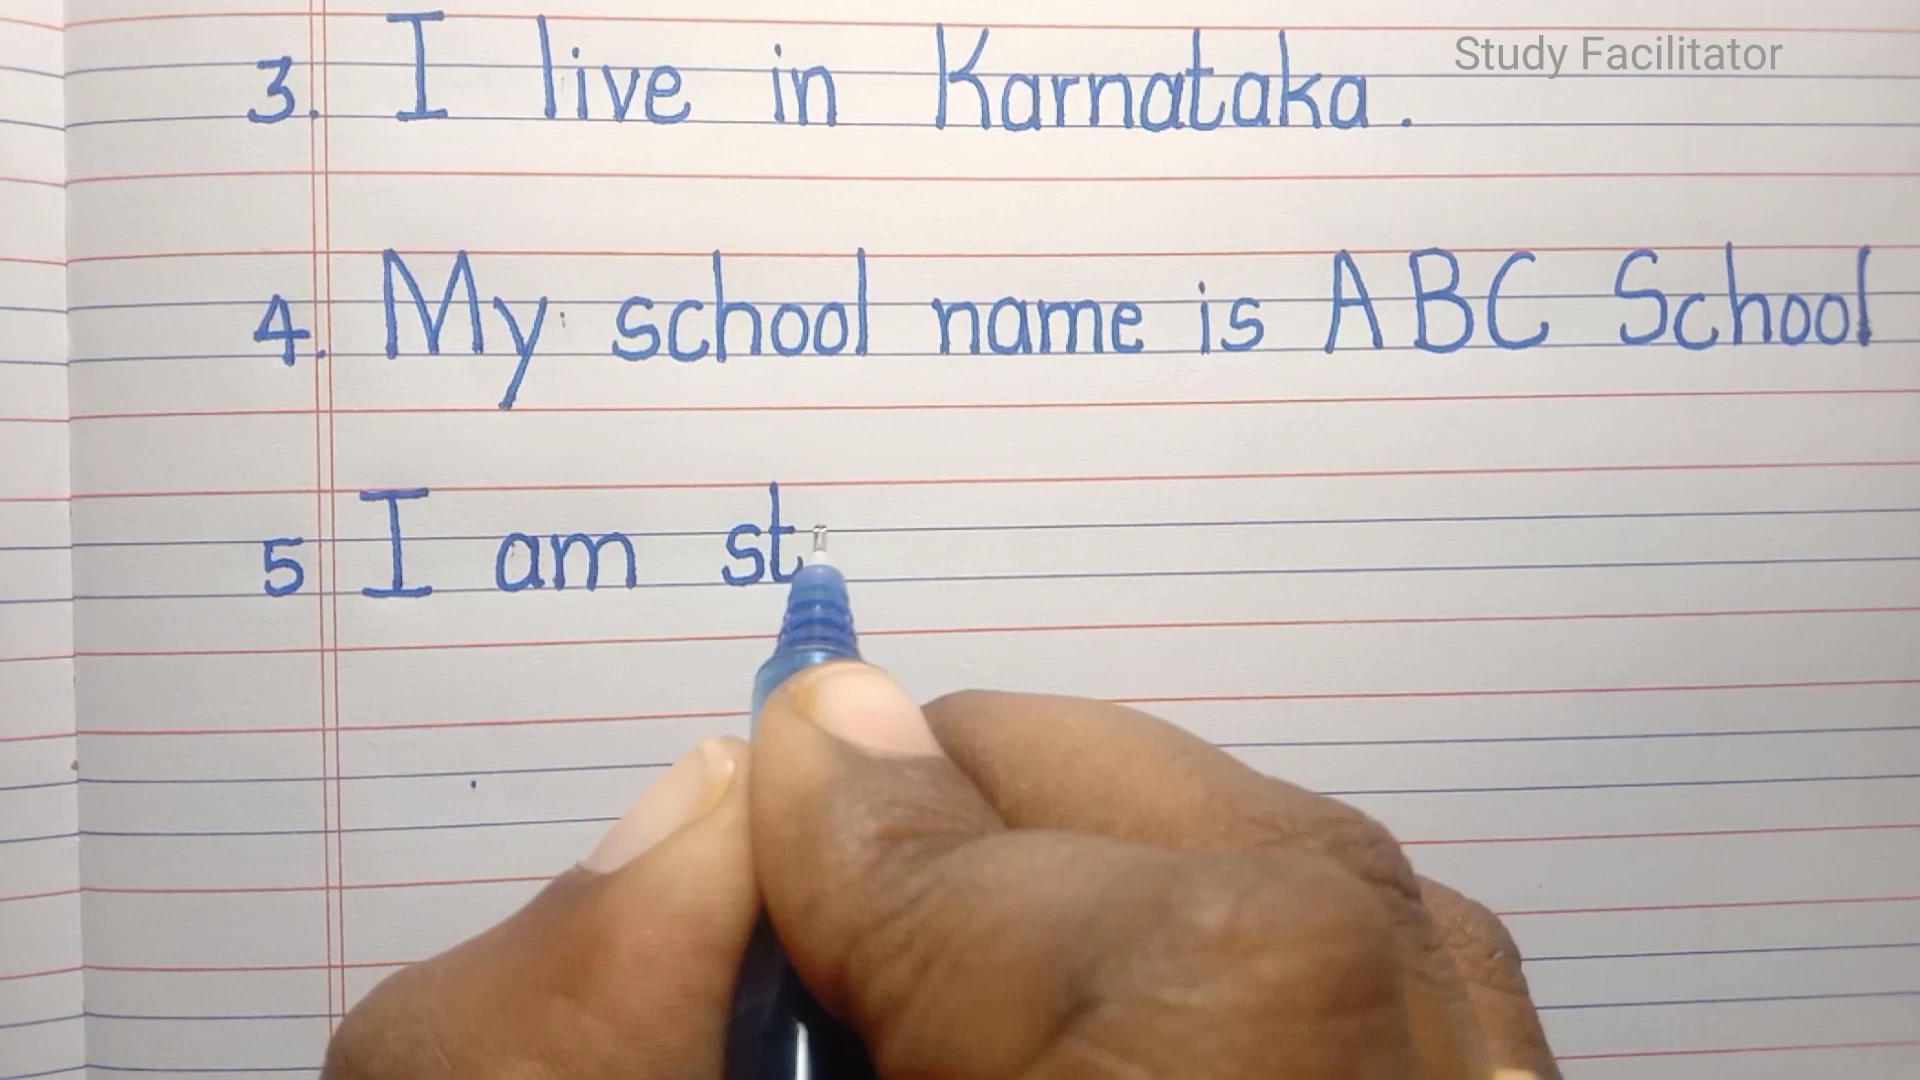 Study Facilitator
3. I live in Karnataka.
4. My school name is ABC School
5 I am st